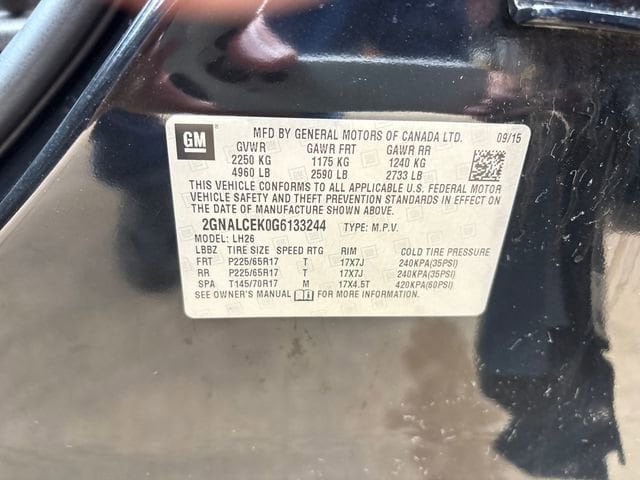 GM
MFD BY GENERAL MOTORS OF CANADA LTD. 09/15
GVWR GAWR FRT GAWR RR
2250 KG 1175 KG 1240 KG
4960 LB 2590 LB 2733 LB
THIS VEHICLE CONFORMS TO ALL APPLICABLE U.S. FEDERAL MOTOR
VEHICLE SAFETY AND THEFT PREVENTION STANDARDS IN EFFECT ON
THE DATE OF MANUFACTURE SHOWN ABOVE.
2GNALCEK0G6133244 TYPE: M.P.V.
MODEL: LH26
LBBZ TIRE SIZE SPEED RTG RIM COLD TIRE PRESSURE
FRT P225/65R17 T 17X7J 240KPA(35PSI)
RR P225/65R17 T 17X7J 240KPA(35PSI)
SPA T145/70R17 M 17X4.5T 420KPA(60PSI)
SEE OWNER'S MANUAL FOR MORE INFORMATION.